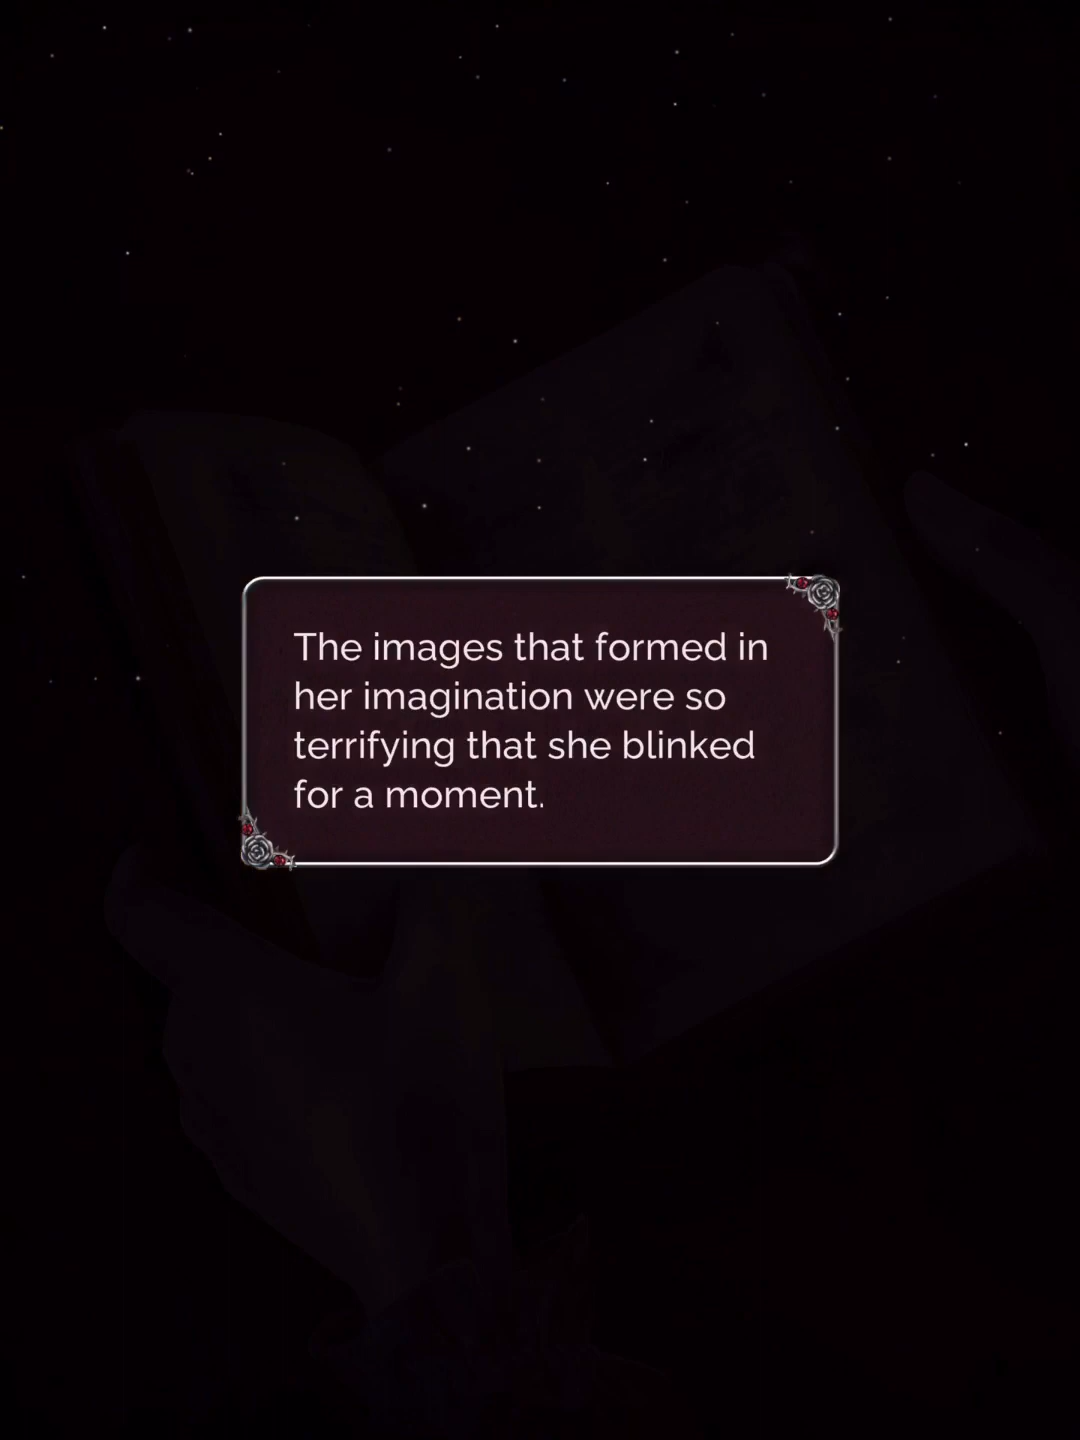 The images that formed in
her imagination were so
terrifying that she blinked
for a moment.